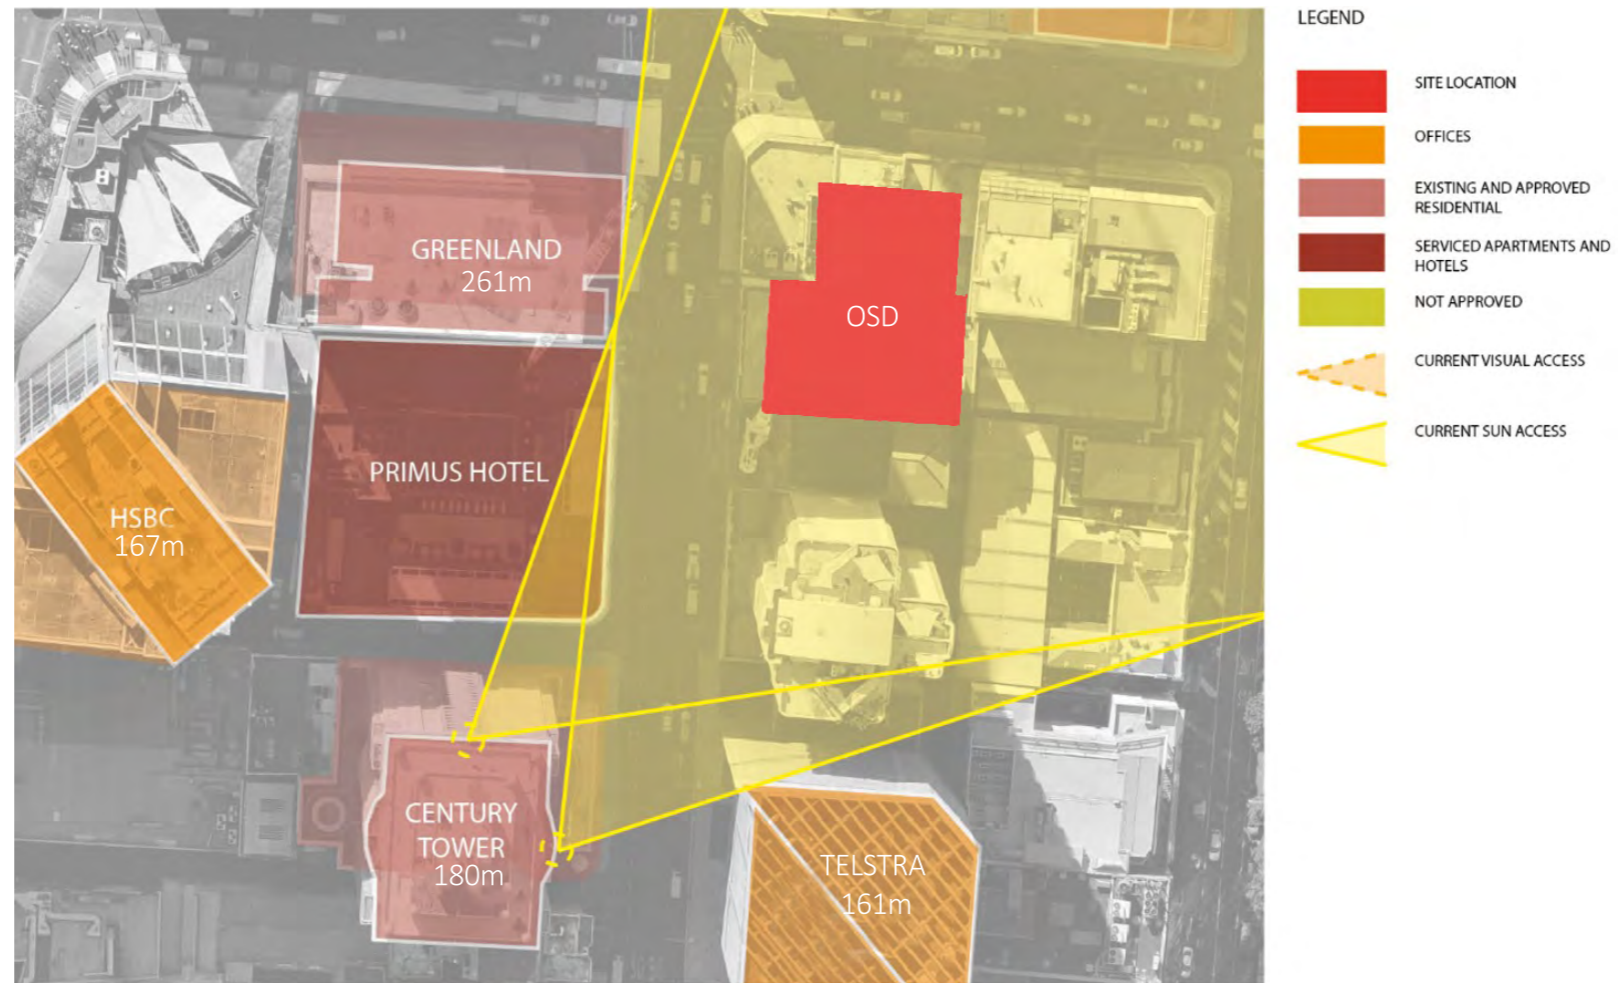 GREENLAND
261m
OSD
PRIMUS HOTEL
HSBC
167m
CENTURY
TOWER
180m
TELSTRA
161m
LEGEND
SITE LOCATION
OFFICES
EXISTING AND APPROVED
RESIDENTIAL
SERVICED APARTMENTS AND
HOTELS
NOT APPROVED
CURRENT VISUAL ACCESS
CURRENT SUN ACCESS